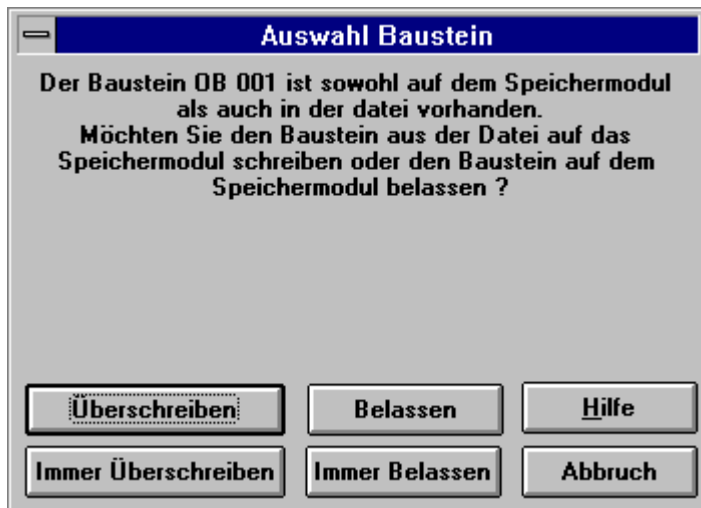 Auswahl Baustein
Der Baustein OB 001 ist sowohl auf dem Speichermodul
als auch in der datei vorhanden.
Möchten Sie den Baustein aus der Datei auf das
Speichermodul schreiben oder den Baustein auf dem
Speichermodul belassen ?
Überschreiben Belassen Hilfe
Immer Überschreiben Immer Belassen Abbruch